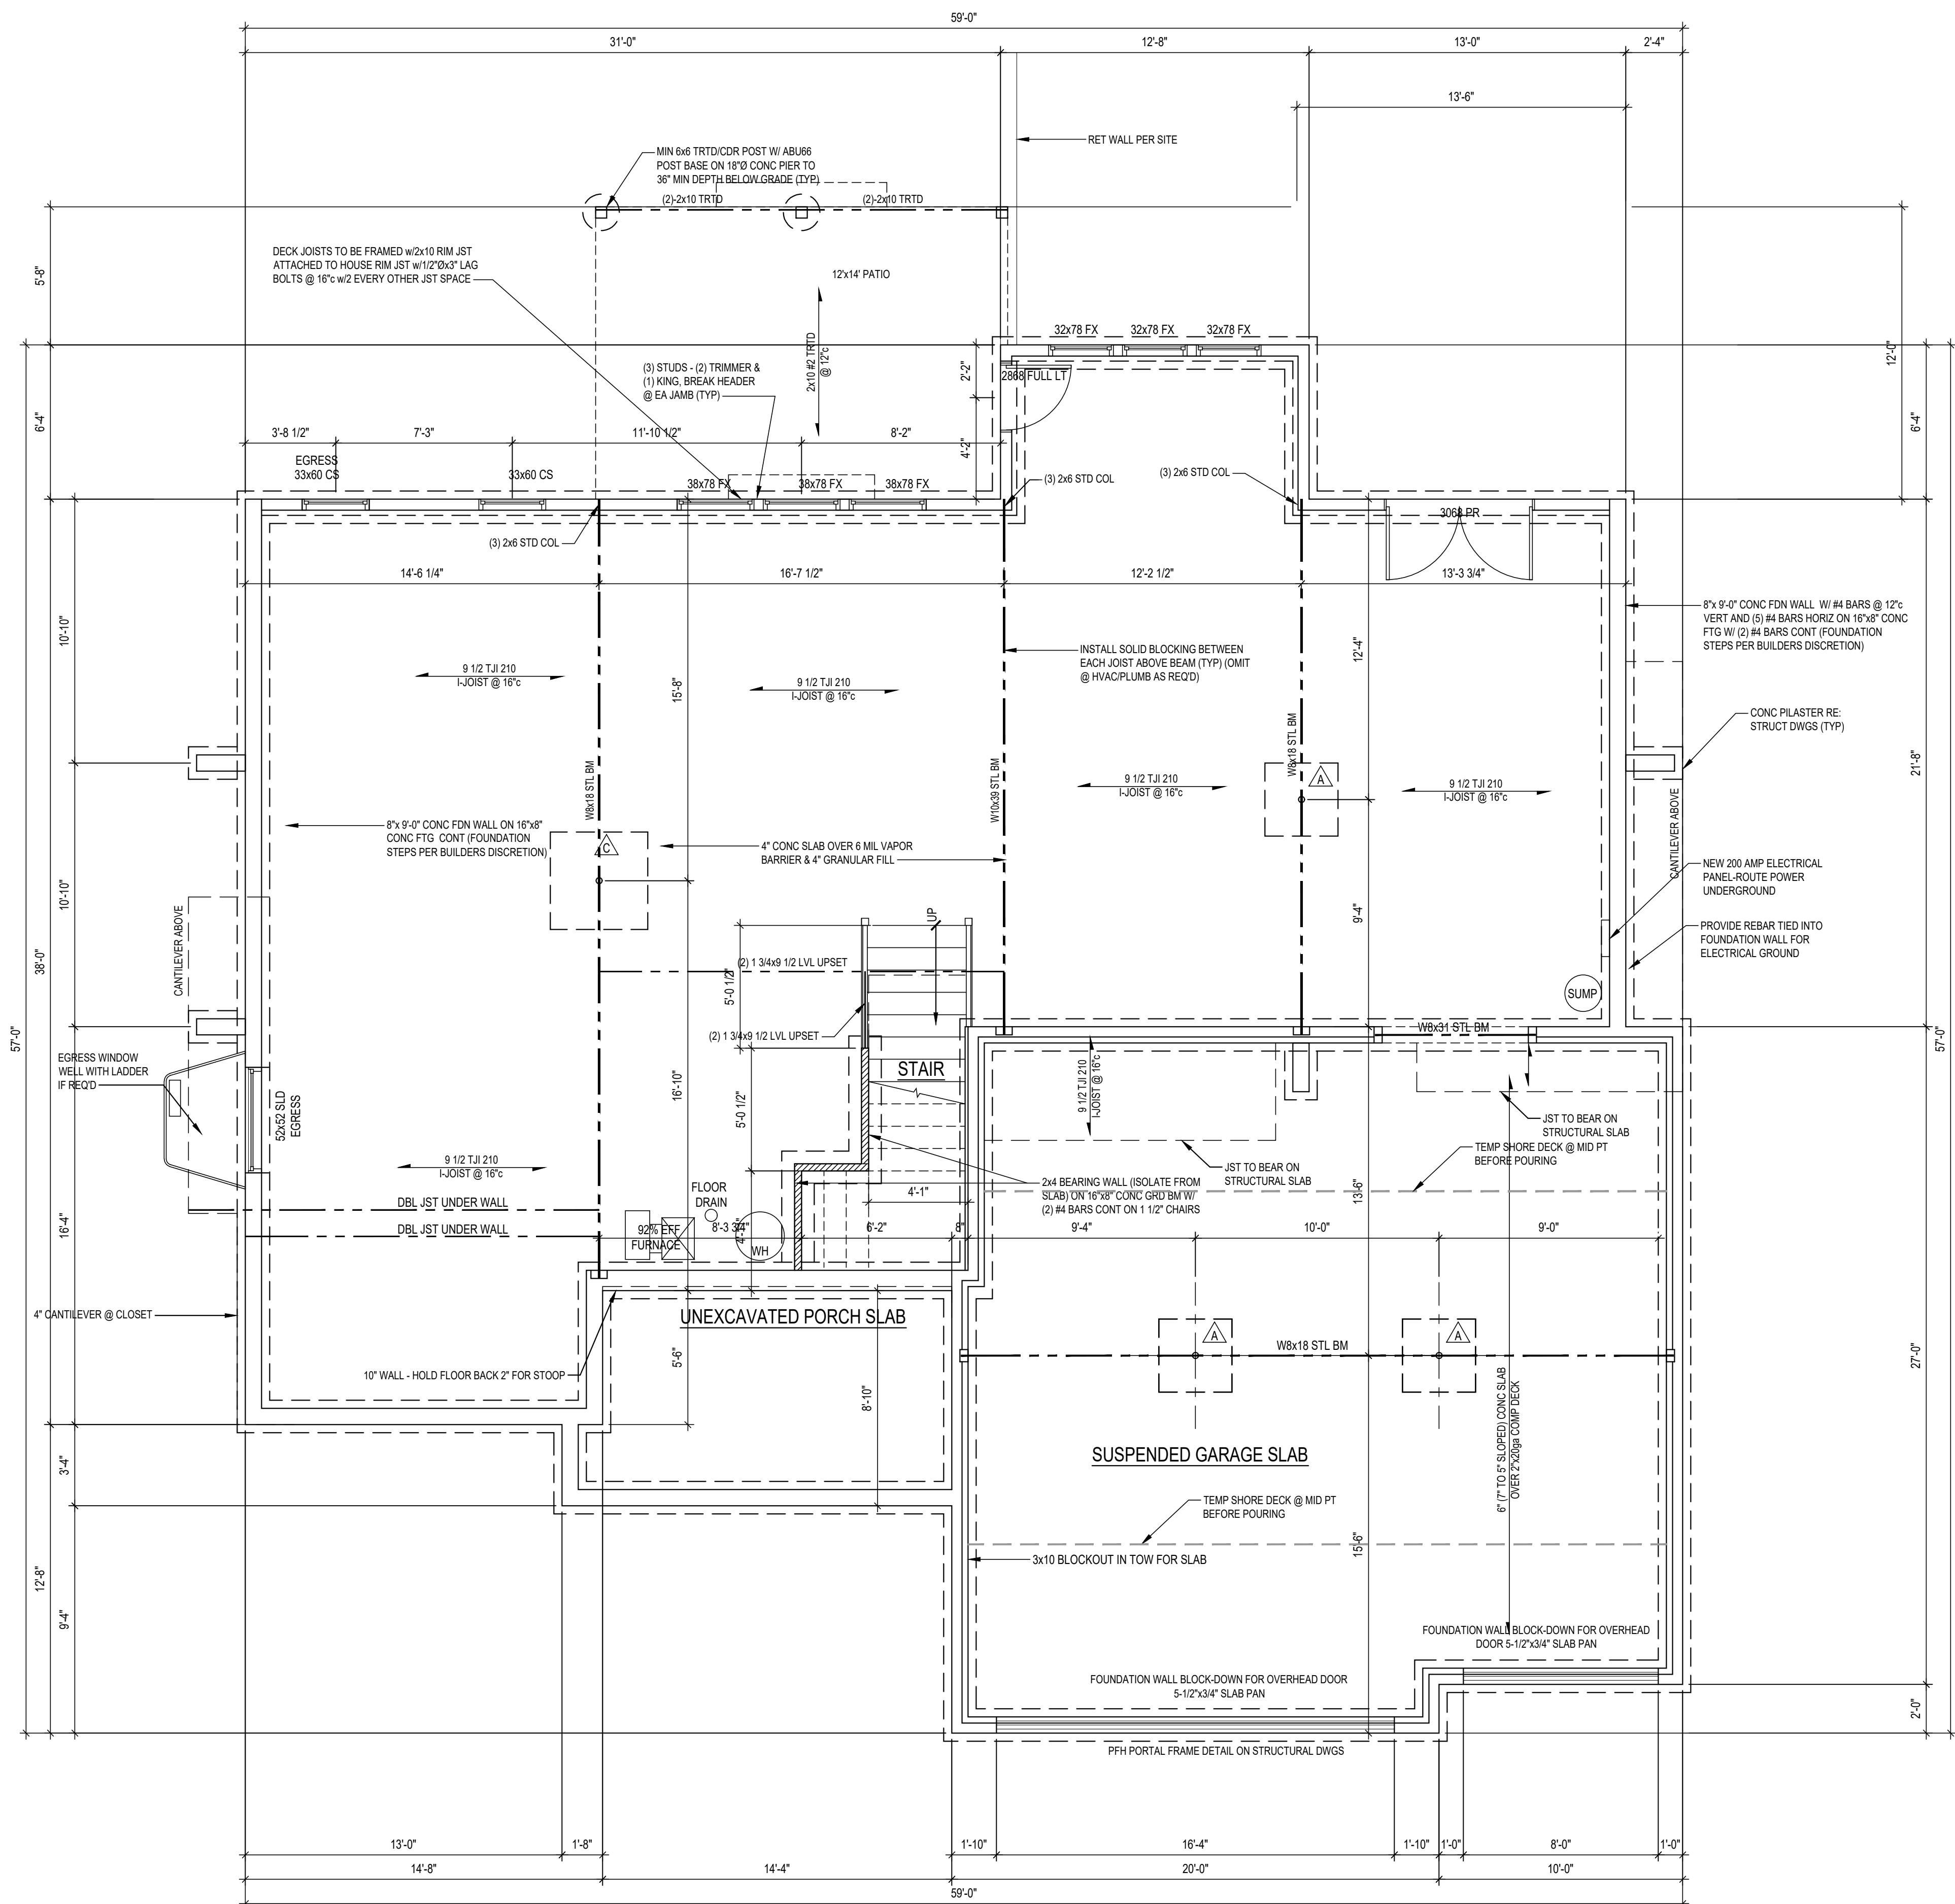 59'-0"
31'-0"
12'-8"
13'-0"
2'-4"
13'-6"
RET WALL PER SITE
MIN 6x6 TRTD/CDR POST W/ ABU66
POST BASE ON 18"Ø CONC PIER TO
36" MIN DEPTH BELOW GRADE (TYP)
(2)-2x10 TRTD
(2)-2x10 TRTD
DECK JOISTS TO BE FRAMED w/2x10 RIM JST
ATTACHED TO HOUSE RIM JST w/1/2"Øx3" LAG
BOLTS @ 16"c w/2 EVERY OTHER JST SPACE
12'x14' PATIO
2x10 #2 TRTD
@ 12"c
5'-8"
6'-4"
12'-0"
6'-4"
32x78 FX
32x78 FX
32x78 FX
2868 FULL LT
2'-2"
4'-2"
(3) STUDS - (2) TRIMMER &
(1) KING, BREAK HEADER
@ EA JAMB (TYP)
3'-8 1/2"
7'-3"
11'-10 1/2"
8'-2"
EGRESS
33x60 CS
33x60 CS
38x78 FX
38x78 FX
38x78 FX
(3) 2x6 STD COL
(3) 2x6 STD COL
(3) 2x6 STD COL
3068 PR
14'-6 1/4"
16'-7 1/2"
12'-2 1/2"
13'-3 3/4"
8"x 9'-0" CONC FDN WALL W/ #4 BARS @ 12"c
VERT AND (5) #4 BARS HORIZ ON 16"x8" CONC
FTG W/ (2) #4 BARS CONT (FOUNDATION
STEPS PER BUILDERS DISCRETION)
10'-10"
15'-8"
12'-4"
21'-8"
INSTALL SOLID BLOCKING BETWEEN
EACH JOIST ABOVE BEAM (TYP) (OMIT
@ HVAC/PLUMB AS REQ'D)
9 1/2 TJI 210
I-JOIST @ 16"c
9 1/2 TJI 210
I-JOIST @ 16"c
9 1/2 TJI 210
I-JOIST @ 16"c
9 1/2 TJI 210
I-JOIST @ 16"c
CONC PILASTER RE:
STRUCT DWGS (TYP)
W8x18 STL BM
W10x39 STL BM
W8x18 STL BM
A
C
8"x 9'-0" CONC FDN WALL ON 16"x8"
CONC FTG CONT (FOUNDATION
STEPS PER BUILDERS DISCRETION)
4" CONC SLAB OVER 6 MIL VAPOR
BARRIER & 4" GRANULAR FILL
CANTILEVER ABOVE
NEW 200 AMP ELECTRICAL
PANEL-ROUTE POWER
UNDERGROUND
PROVIDE REBAR TIED INTO
FOUNDATION WALL FOR
ELECTRICAL GROUND
10'-10"
38'-0"
57'-0"
CANTILEVER ABOVE
9'-4"
UP
(2) 1 3/4x9 1/2 LVL UPSET
5'-0 1/2"
(2) 1 3/4x9 1/2 LVL UPSET
SUMP
W8x31 STL BM
57'-0"
EGRESS WINDOW
WELL WITH LADDER
IF REQ'D
52x52 SLD
EGRESS
STAIR
16'-10"
5'-0 1/2"
9 1/2 TJI 210
I-JOIST @ 16"c
JST TO BEAR ON
STRUCTURAL SLAB
TEMP SHORE DECK @ MID PT
BEFORE POURING
JST TO BEAR ON
STRUCTURAL SLAB
9 1/2 TJI 210
I-JOIST @ 16"c
DBL JST UNDER WALL
DBL JST UNDER WALL
16'-4"
FLOOR
DRAIN
92% EFF
FURNACE
WH
8'-3 3/4"
6'-2"
8"
4'-1"
2x4 BEARING WALL (ISOLATE FROM
SLAB) ON 16"x8" CONC GRD BM W/
(2) #4 BARS CONT ON 1 1/2" CHAIRS
13'-6"
9'-4"
10'-0"
9'-0"
4" CANTILEVER @ CLOSET
UNEXCAVATED PORCH SLAB
10" WALL - HOLD FLOOR BACK 2" FOR STOOP
5'-6"
8'-10"
A
A
W8x18 STL BM
6" (7" TO 5" SLOPED) CONC SLAB
OVER 2"x20ga COMP DECK
27'-0"
SUSPENDED GARAGE SLAB
3'-4"
12'-8"
9'-4"
TEMP SHORE DECK @ MID PT
BEFORE POURING
3x10 BLOCKOUT IN TOW FOR SLAB
15'-6"
FOUNDATION WALL BLOCK-DOWN FOR OVERHEAD
DOOR 5-1/2"x3/4" SLAB PAN
FOUNDATION WALL BLOCK-DOWN FOR OVERHEAD DOOR
5-1/2"x3/4" SLAB PAN
2'-0"
PFH PORTAL FRAME DETAIL ON STRUCTURAL DWGS
13'-0"
1'-8"
1'-10"
16'-4"
1'-10"
1'-0"
8'-0"
1'-0"
14'-8"
14'-4"
20'-0"
10'-0"
59'-0"